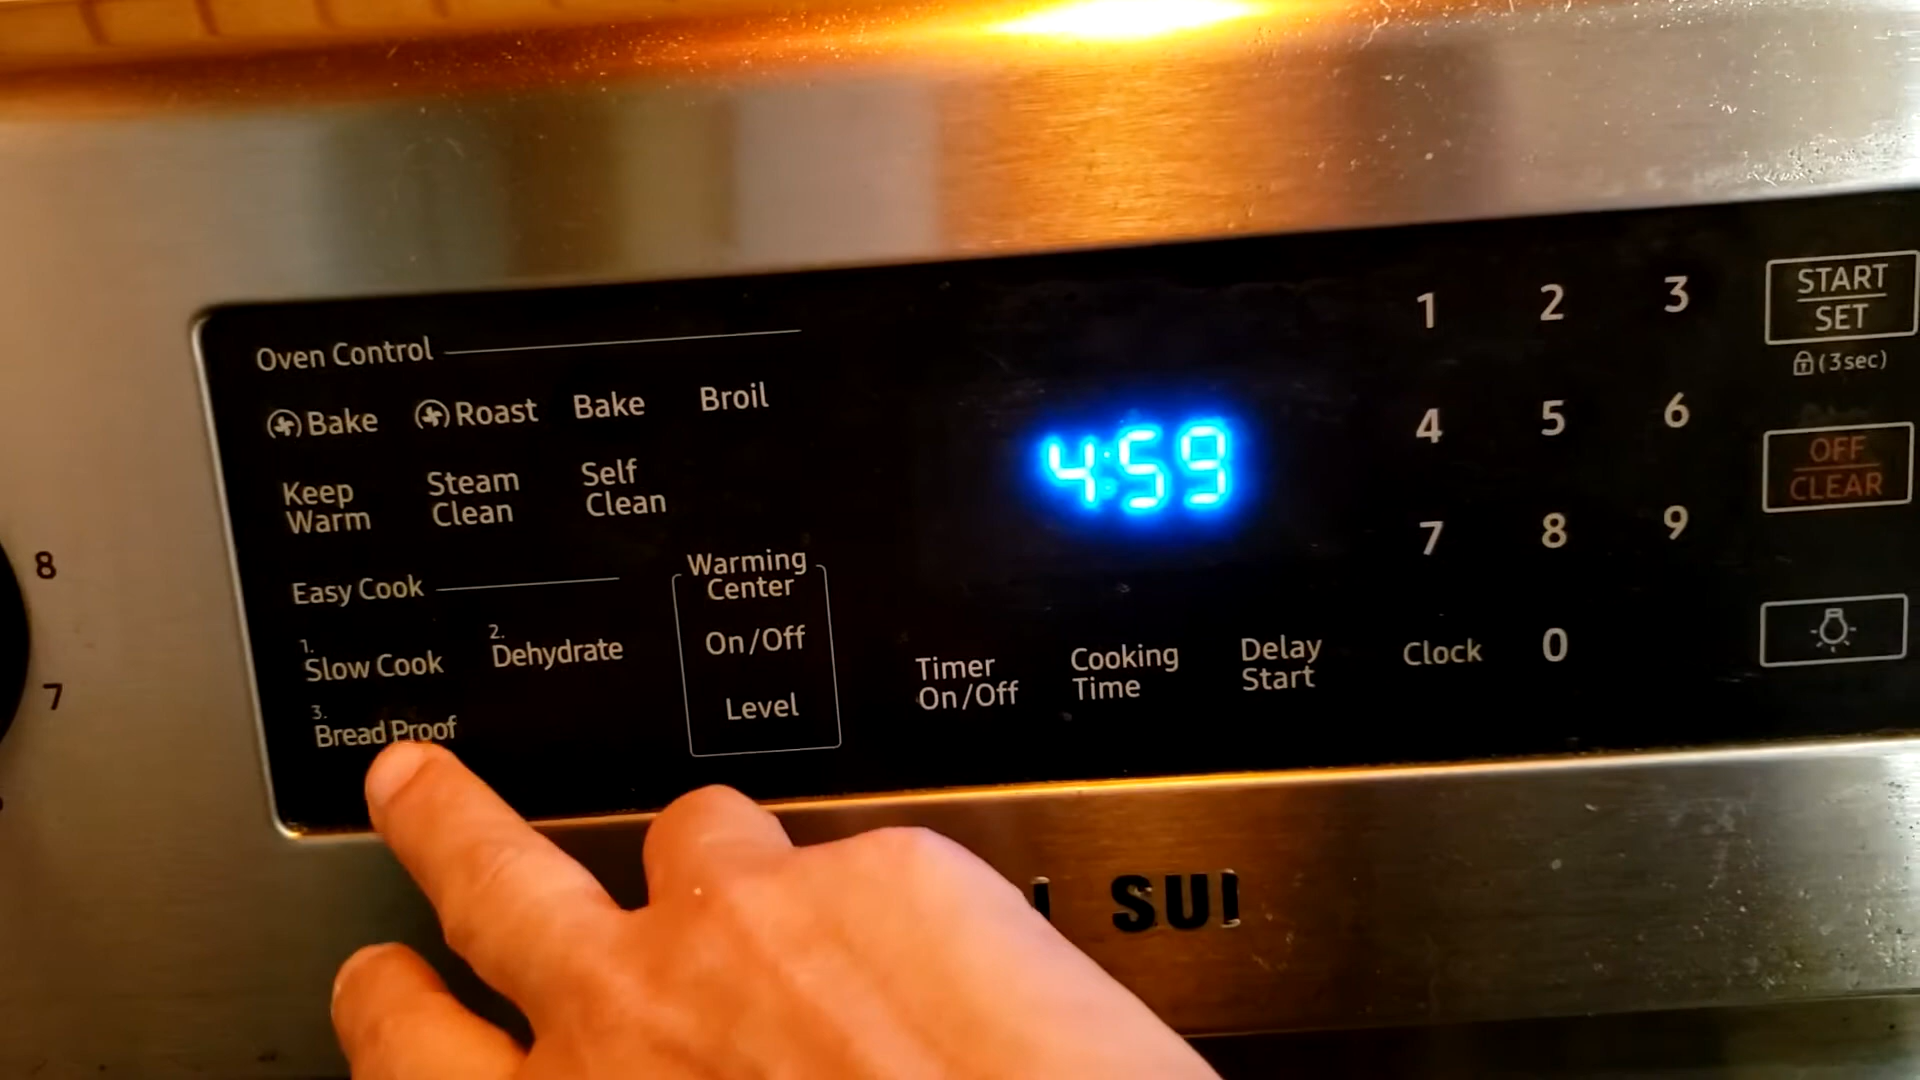 Oven Control
Bake Roast Bake Broil
Keep Warm
Steam Clean
Self Clean
Easy Cook
1. Slow Cook
2. Dehydrate
3. Bread Proof
Warming Center
On/Off
Level
4:59
Timer On/Off
Cooking Time
Delay Start
Clock
1 2 3
4 5 6
7 8 9
0
START
SET
(3sec)
OFF
CLEAR
8
7
SUI